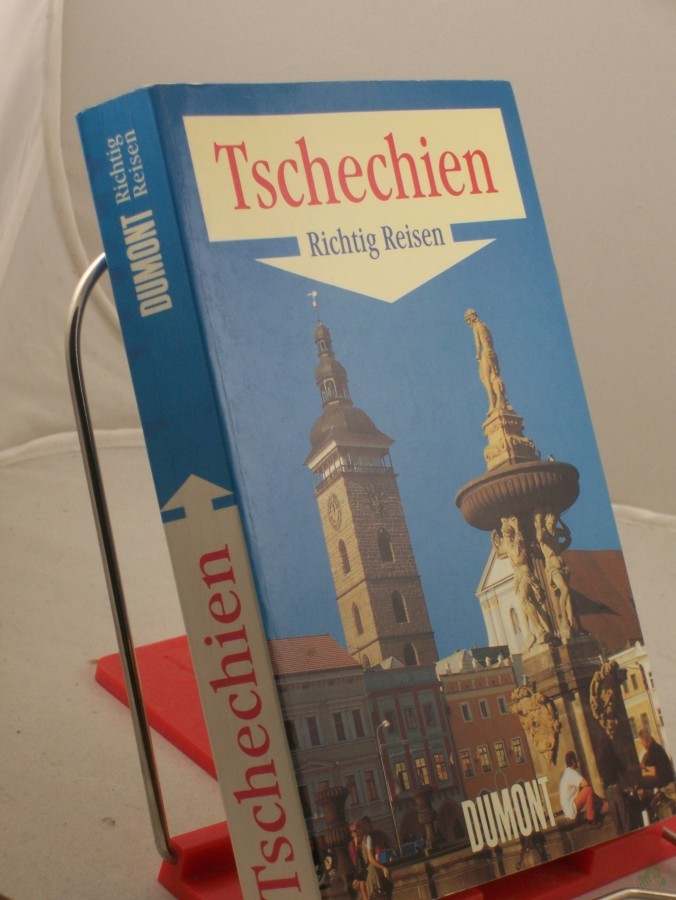 Tschechien
Richtig Reisen
DUMONT
DUMONT
Richtig
Reisen
Tschechien